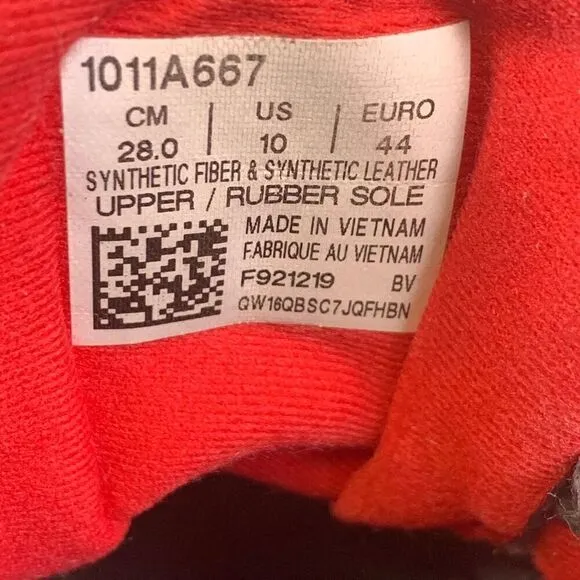 1011A667
CM | US | EURO
28.0 | 10 | 44
SYNTHETIC FIBER & SYNTHETIC LEATHER
UPPER / RUBBER SOLE
MADE IN VIETNAM
FABRIQUE AU VIETNAM
F921219 BV
QW16QBSC7JQFHBN